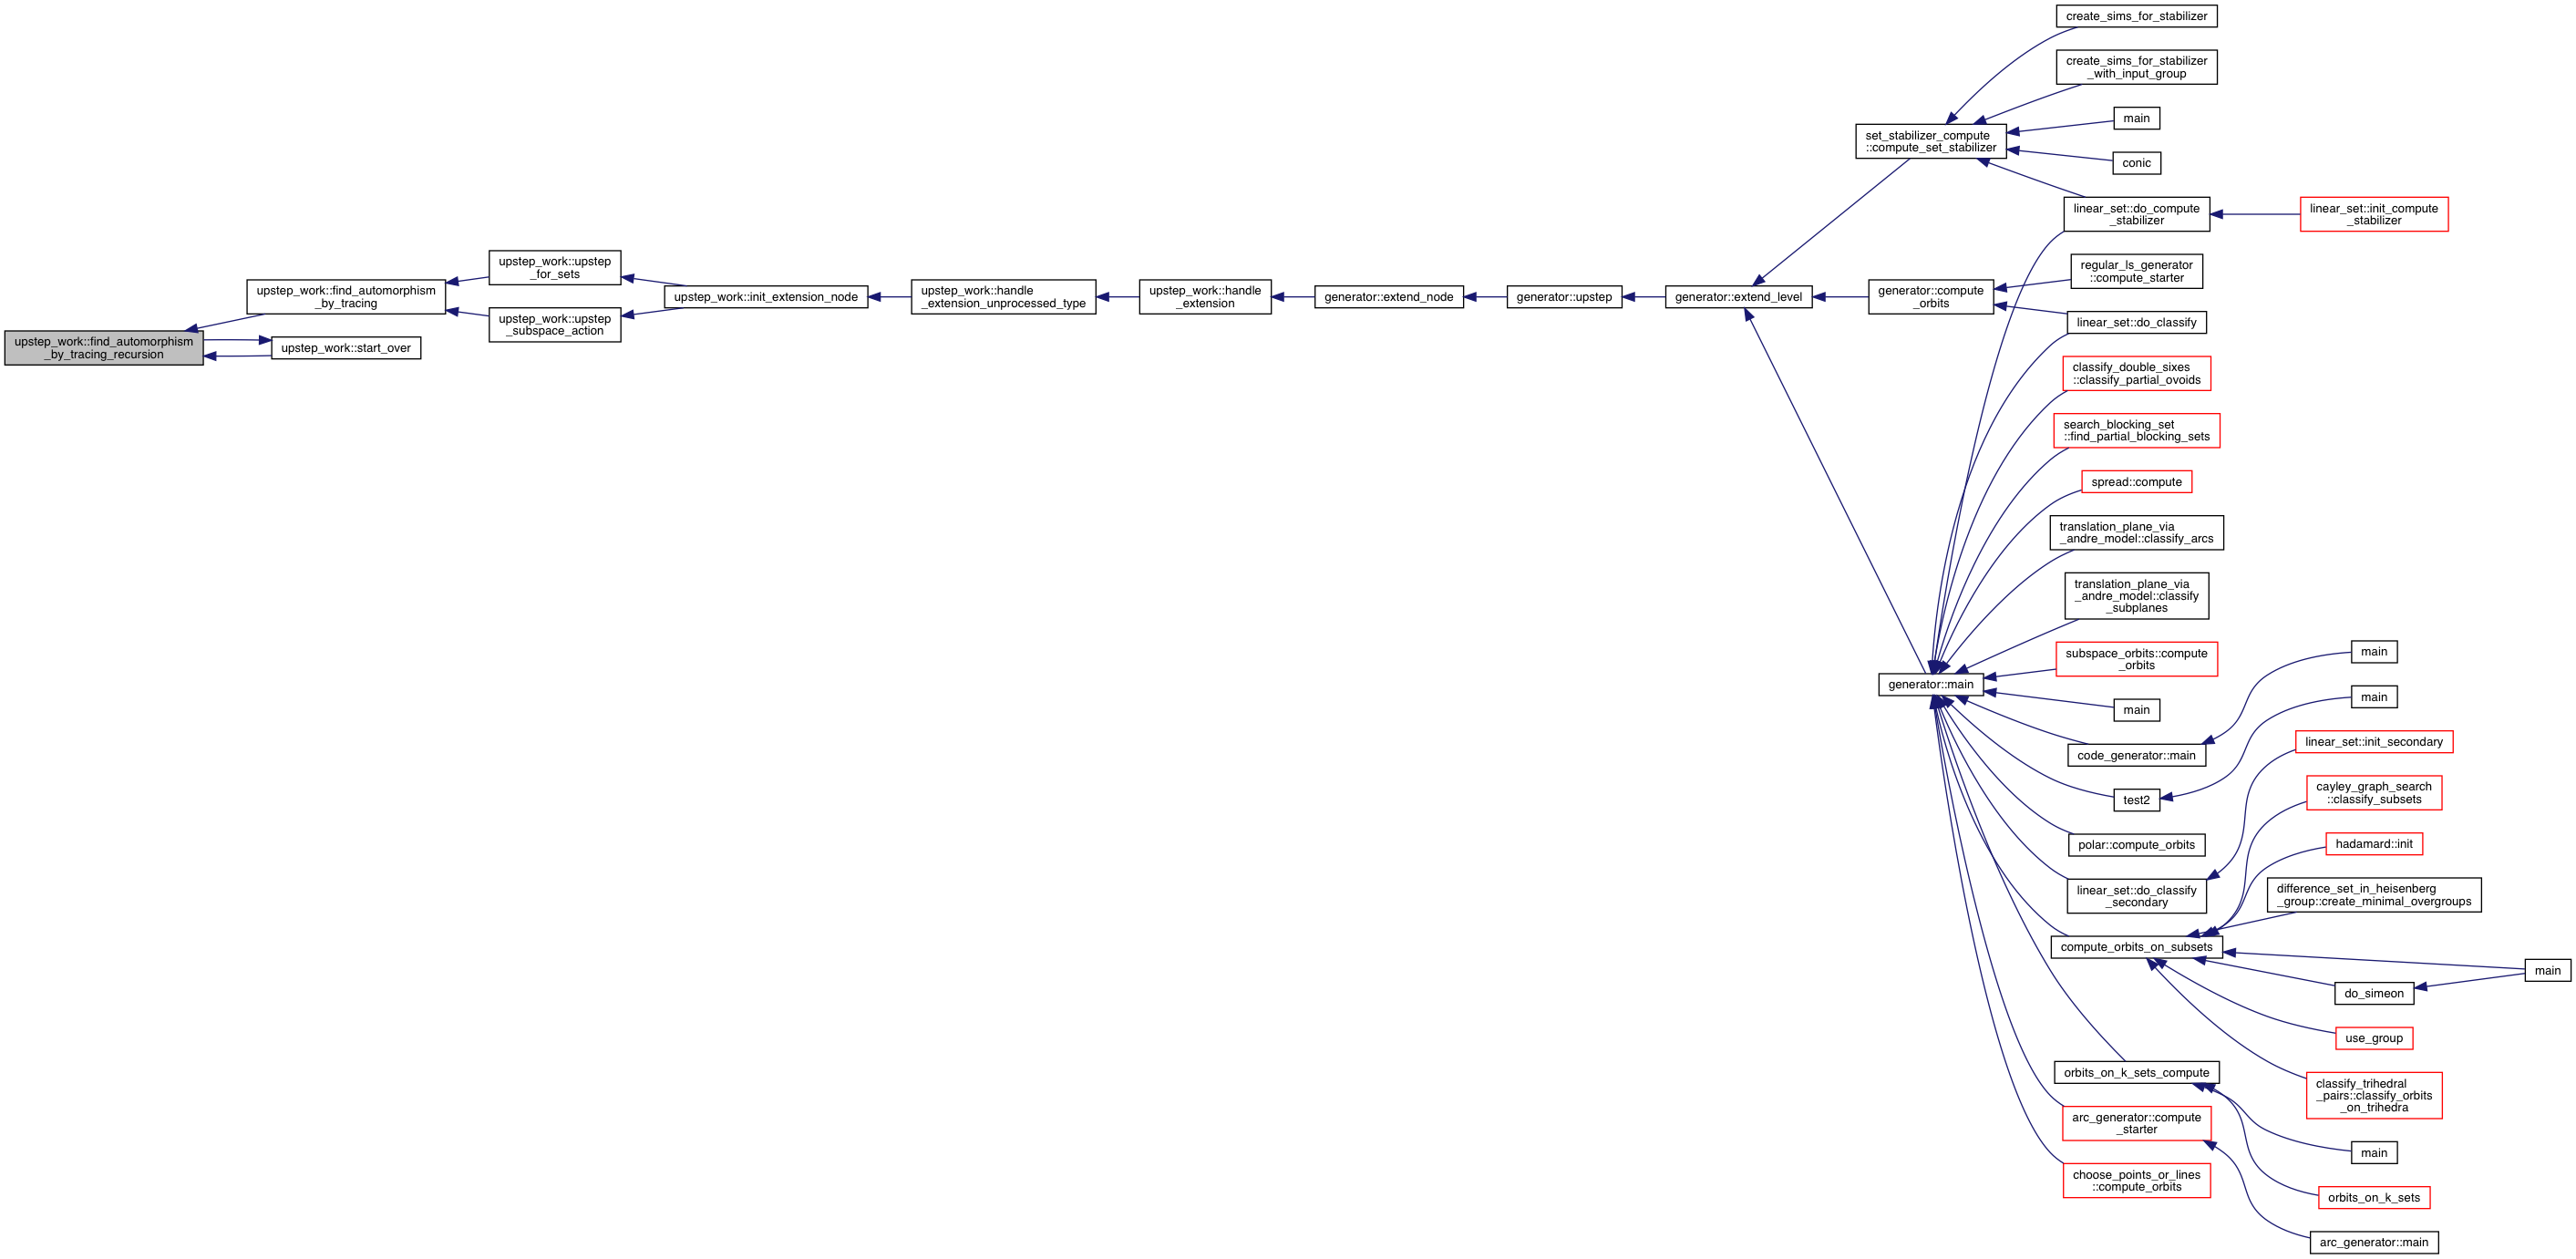 upstep_work::find_automorphism
_by_tracing_recursion
upstep_work::find_automorphism
_by_tracing
upstep_work::start_over
upstep_work::upstep
_for_sets
upstep_work::upstep
_subspace_action
upstep_work::init_extension_node
upstep_work::handle
_extension_unprocessed_type
upstep_work::handle
_extension
generator::extend_node
generator::upstep
generator::extend_level
set_stabilizer_compute
::compute_set_stabilizer
generator::compute
_orbits
generator::main
create_sims_for_stabilizer
create_sims_for_stabilizer
_with_input_group
main
conic
linear_set::do_compute
_stabilizer
linear_set::init_compute
_stabilizer
regular_ls_generator
::compute_starter
linear_set::do_classify
classify_double_sixes
::classify_partial_ovoids
search_blocking_set
::find_partial_blocking_sets
spread::compute
translation_plane_via
_andre_model::classify_arcs
translation_plane_via
_andre_model::classify
_subplanes
subspace_orbits::compute
_orbits
main
code_generator::main
test2
polar::compute_orbits
linear_set::do_classify
_secondary
compute_orbits_on_subsets
orbits_on_k_sets_compute
arc_generator::compute
_starter
choose_points_or_lines
::compute_orbits
main
main
linear_set::init_secondary
cayley_graph_search
::classify_subsets
hadamard::init
difference_set_in_heisenberg
_group::create_minimal_overgroups
do_simeon
main
use_group
classify_trihedral
_pairs::classify_orbits
_on_trihedra
main
orbits_on_k_sets
arc_generator::main